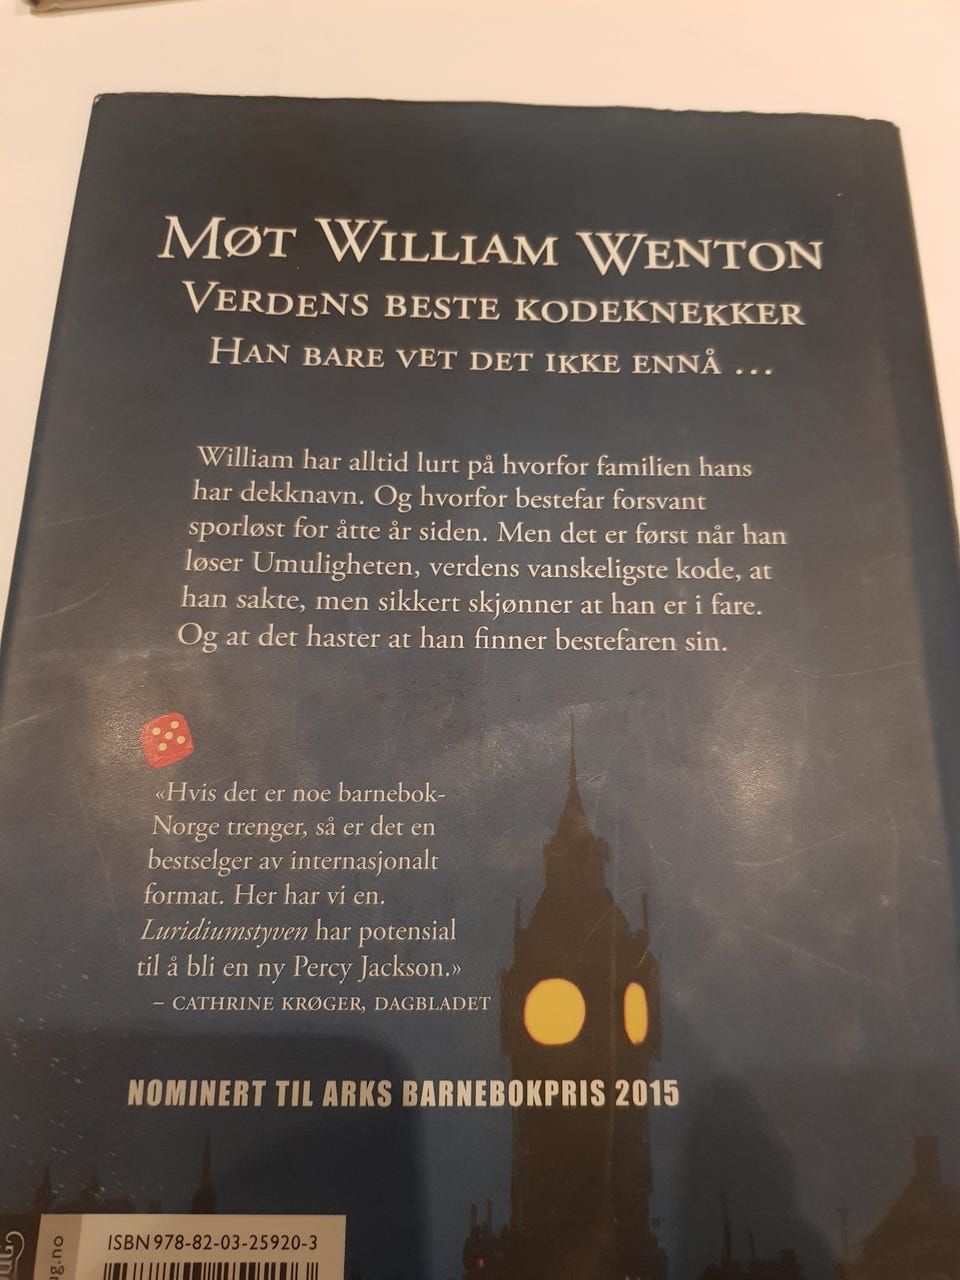 MØT WILLIAM WENTON
VERDENS BESTE KODEKNEKKER
HAN BARE VET DET IKKE ENNÅ ...
William har alltid lurt på hvorfor familien hans
har dekknavn. Og hvorfor bestefar forsvant
sporløst for åtte år siden. Men det er først når han
løser Umuligheten, verdens vanskeligste kode, at
han sakte, men sikkert skjønner at han er i fare.
Og at det haster at han finner bestefaren sin.
«Hvis det er noe barnebok-
Norge trenger, så er det en
bestselger av internasjonalt
format. Her har vi en.
Luridiumstyven har potensial
til å bli en ny Percy Jackson.»
– CATHRINE KRØGER, DAGBLADET
NOMINERT TIL ARKS BARNEBOKPRIS 2015
ISBN 978-82-03-25920-3
ug.no